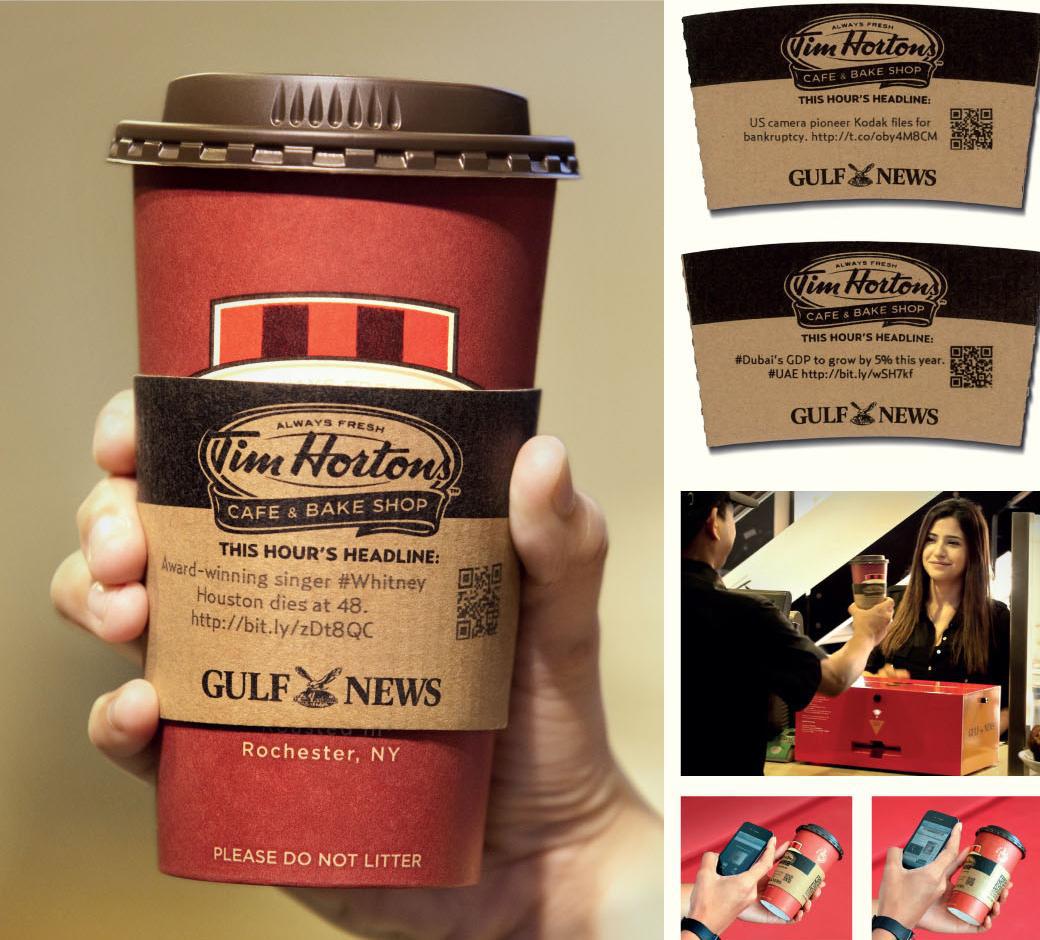 ALWAYS FRESH
Tim Hortons
CAFE & BAKE SHOP
THIS HOUR'S HEADLINE:
Award-winning singer #Whitney
Houston dies at 48.
http://bit.ly/zDt8QC
GULF NEWS
Rochester, NY
PLEASE DO NOT LITTER
ALWAYS FRESH
Tim Hortons
CAFE & BAKE SHOP
THIS HOUR'S HEADLINE:
US camera pioneer Kodak files for
bankruptcy. http://t.co/oby4M8CM
GULF NEWS
ALWAYS FRESH
Tim Hortons
CAFE & BAKE SHOP
THIS HOUR'S HEADLINE:
#Dubai's GDP to grow by 5% this year.
#UAE http://bit.ly/wSH7kf
GULF NEWS
GULF NEWS